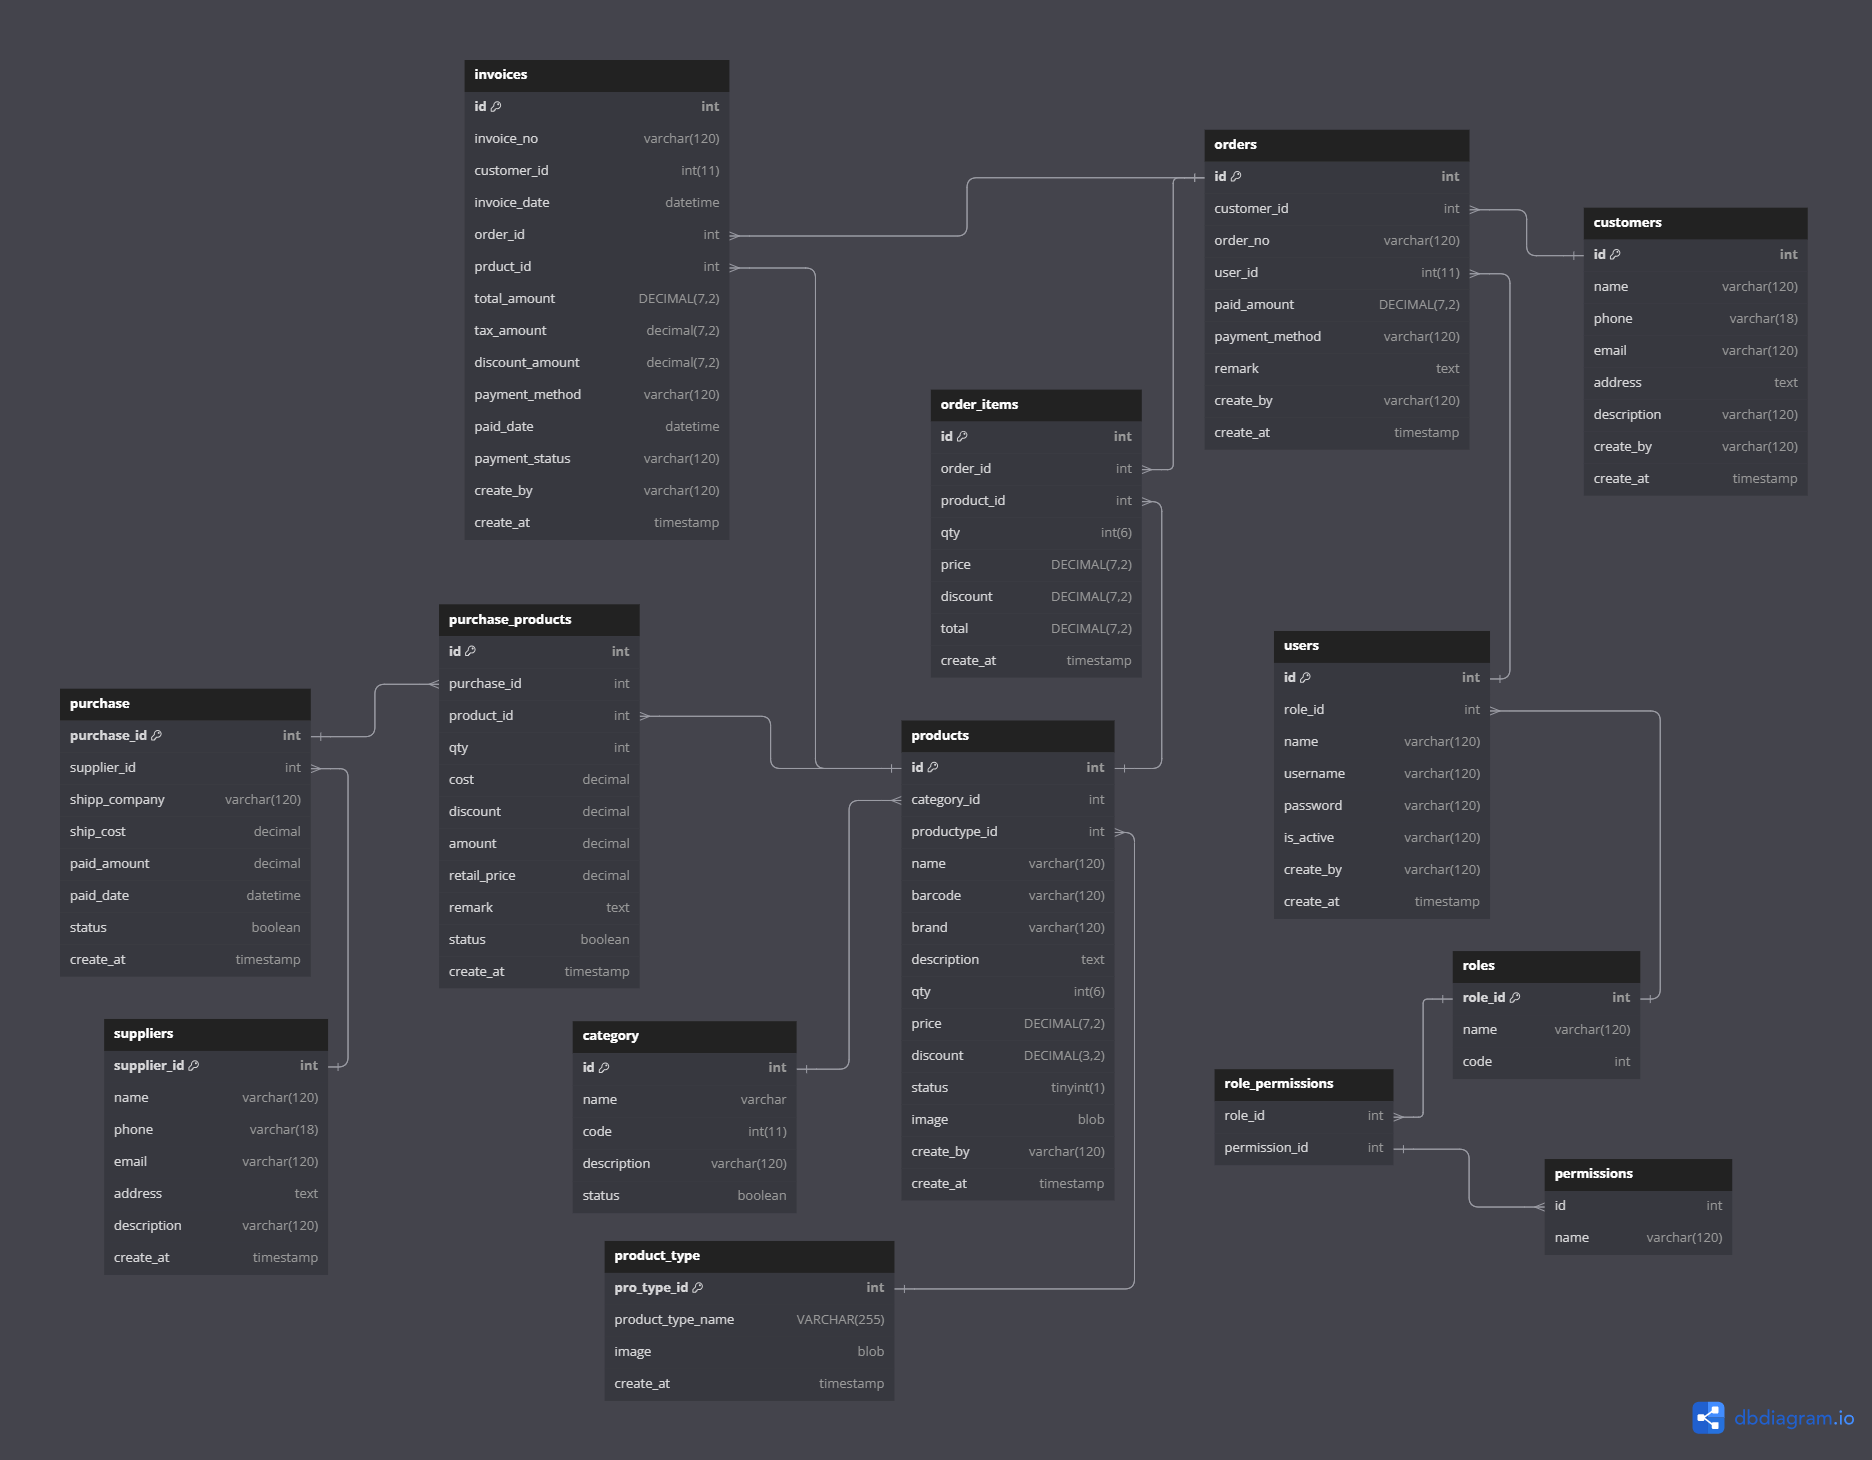 invoices
id int
invoice_no varchar(120)
customer_id int(11)
invoice_date datetime
order_id int
prduct_id int
total_amount DECIMAL(7,2)
tax_amount decimal(7,2)
discount_amount decimal(7,2)
payment_method varchar(120)
paid_date datetime
payment_status varchar(120)
create_by varchar(120)
create_at timestamp
orders
id int
customer_id int
order_no varchar(120)
user_id int(11)
paid_amount DECIMAL(7,2)
payment_method varchar(120)
remark text
create_by varchar(120)
create_at timestamp
customers
id int
name varchar(120)
phone varchar(18)
email varchar(120)
address text
description varchar(120)
create_by varchar(120)
create_at timestamp
order_items
id int
order_id int
product_id int
qty int(6)
price DECIMAL(7,2)
discount DECIMAL(7,2)
total DECIMAL(7,2)
create_at timestamp
purchase_products
id int
purchase_id int
product_id int
qty int
cost decimal
discount decimal
amount decimal
retail_price decimal
remark text
status boolean
create_at timestamp
users
id int
role_id int
name varchar(120)
username varchar(120)
password varchar(120)
is_active varchar(120)
create_by varchar(120)
create_at timestamp
purchase
purchase_id int
supplier_id int
shipp_company varchar(120)
ship_cost decimal
paid_amount decimal
paid_date datetime
status boolean
create_at timestamp
products
id int
category_id int
productype_id int
name varchar(120)
barcode varchar(120)
brand varchar(120)
description text
qty int(6)
price DECIMAL(7,2)
discount DECIMAL(3,2)
status tinyint(1)
image blob
create_by varchar(120)
create_at timestamp
roles
role_id int
name varchar(120)
code int
suppliers
supplier_id int
name varchar(120)
phone varchar(18)
email varchar(120)
address text
description varchar(120)
create_at timestamp
category
id int
name varchar
code int(11)
description varchar(120)
status boolean
role_permissions
role_id int
permission_id int
permissions
id int
name varchar(120)
product_type
pro_type_id int
product_type_name VARCHAR(255)
image blob
create_at timestamp
dbdiagram.io